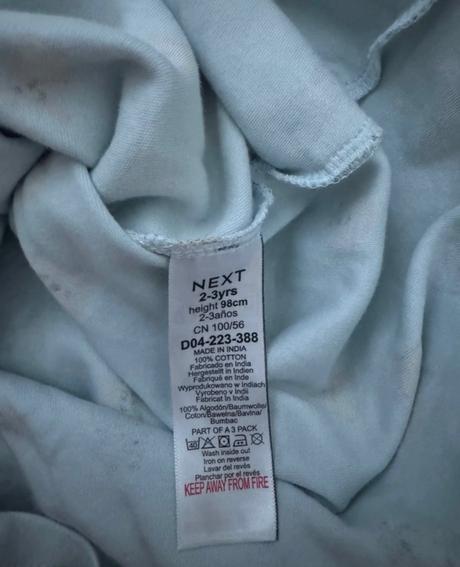 NEXT
2-3yrs
height 98cm
2-3años
CN 100/56
D04-223-388
MADE IN INDIA
100% COTTON
Fabricado en India
Hergestellt in Indien
Fabriqué en Inde
Wyprodukowano w Indiach
Vyrobeno v Indii
Fabricat în India
100% Algodón/Baumwolle/
Coton/Bawełna/Bavlna/
Bumbac
PART OF A 3 PACK
40
Wash inside out
Iron on reverse
Lavar del revés
Planchar por el revés
KEEP AWAY FROM FIRE